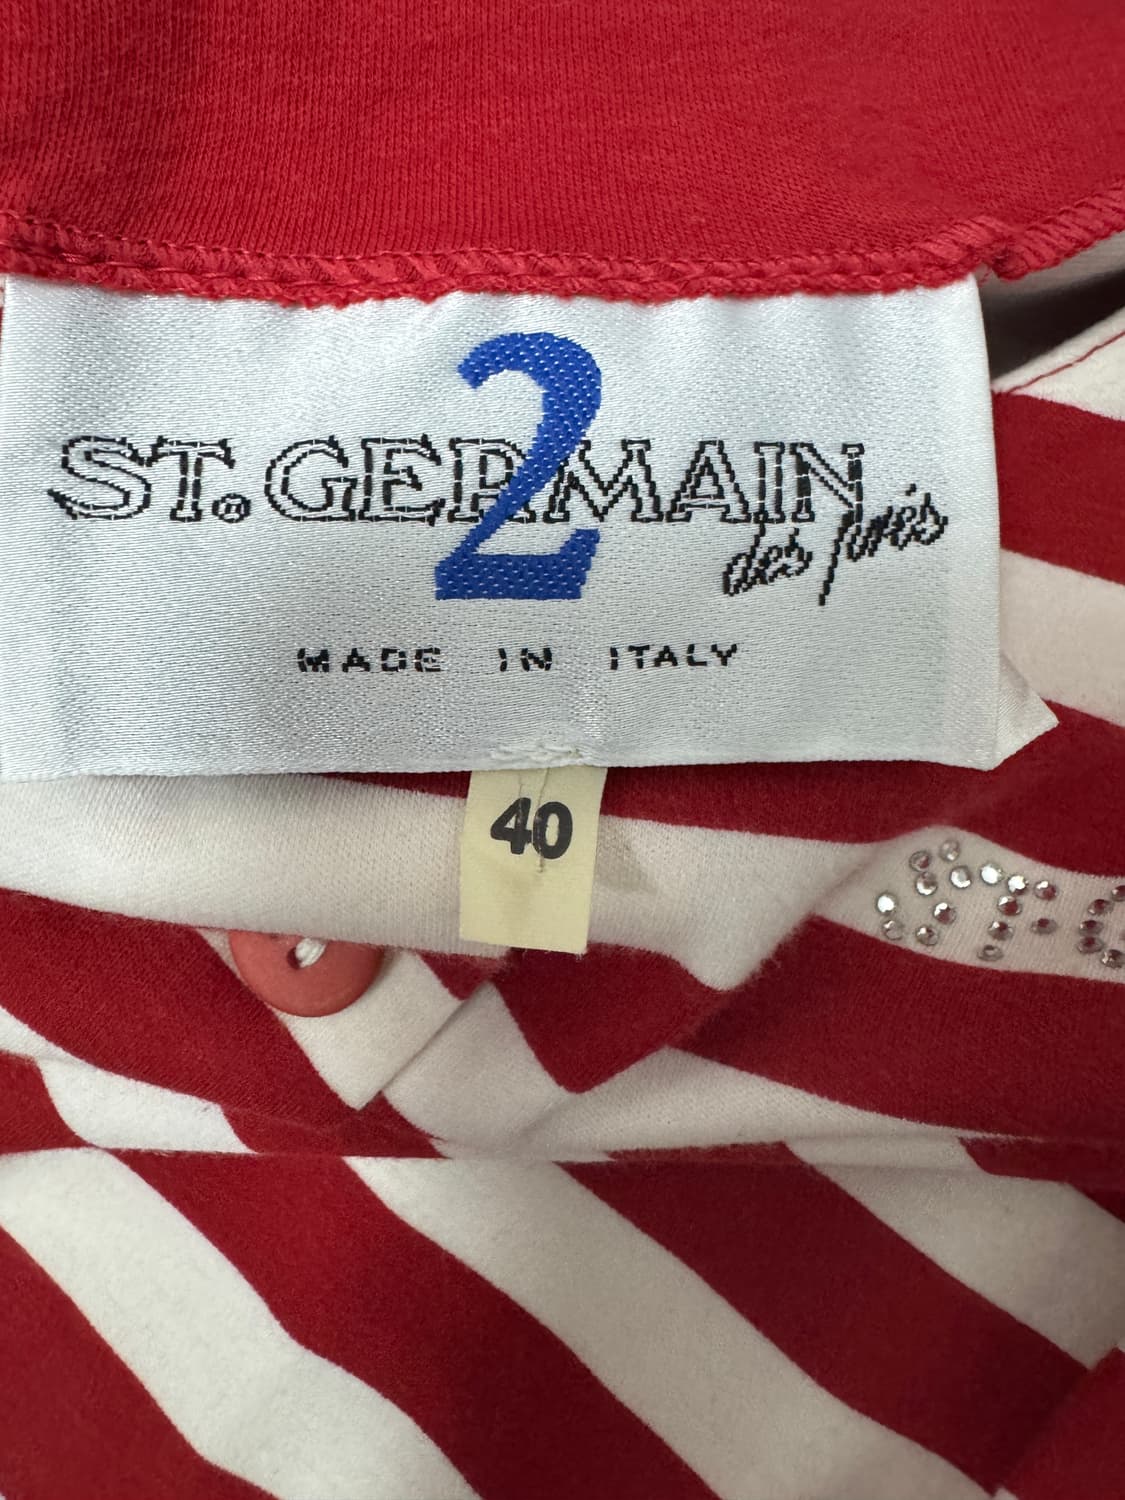 2
ST. GERMAIN
des prés
MADE IN ITALY
40